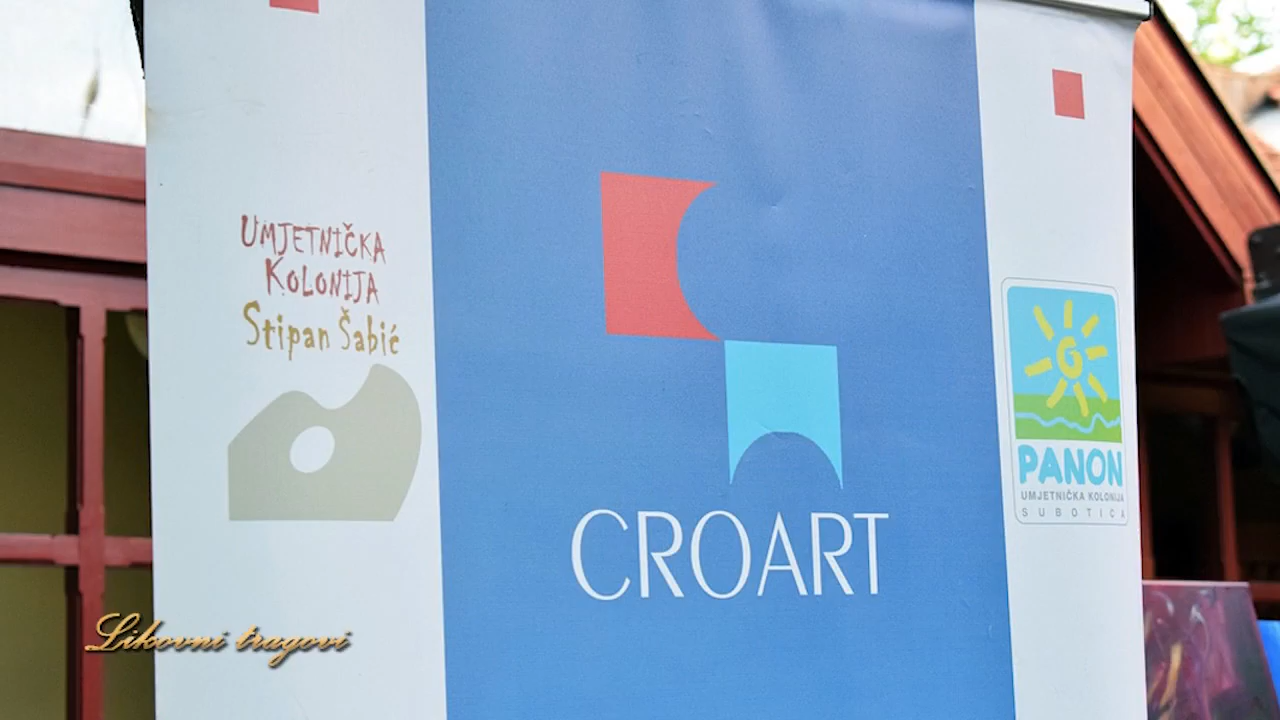 UMJETNIČKA
KOLONIJA
Stipan Šabić
CROART
G
PANON
UMJETNIČKA KOLONIJA
SUBOTICA
Likovni tragovi